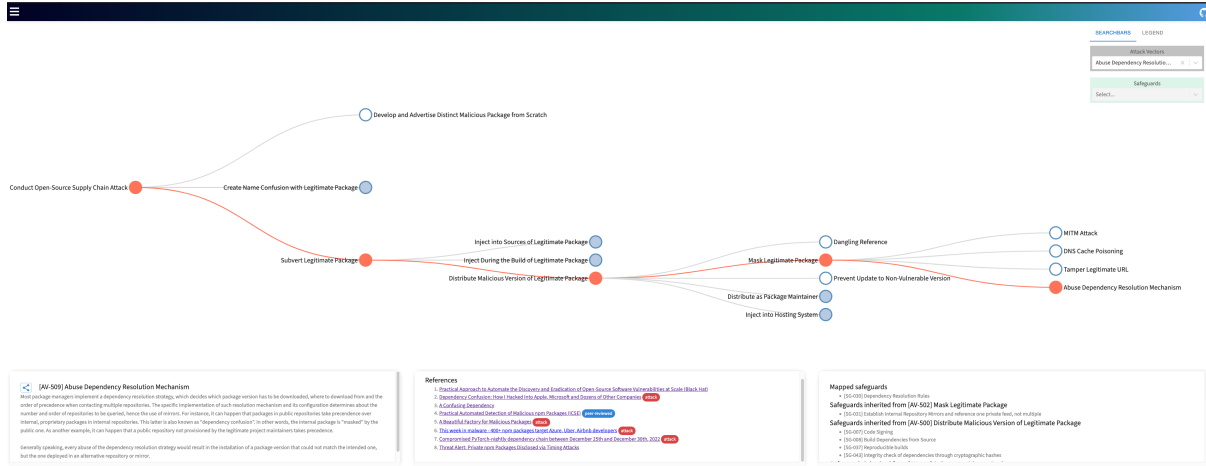 SEARCHBARS LEGEND
Attack Vectors
Abuse Dependency Resolutio...
Safeguards
Select...
Develop and Advertise Distinct Malicious Package from Scratch
Conduct Open-Source Supply Chain Attack
Create Name Confusion with Legitimate Package
Subvert Legitimate Package
Inject into Sources of Legitimate Package
Inject During the Build of Legitimate Package
Distribute Malicious Version of Legitimate Package
Dangling Reference
Mask Legitimate Package
Prevent Update to Non-Vulnerable Version
Distribute as Package Maintainer
Inject into Hosting System
MITM Attack
DNS Cache Poisoning
Tamper Legitimate URL
Abuse Dependency Resolution Mechanism
[AV-509] Abuse Dependency Resolution Mechanism
Most package managers implement a dependency resolution strategy, which decides which package version has to be downloaded, where to download from and the
order of precedence when contacting multiple repositories. The specific implementation of such resolution mechanism and its configuration determines about the
number and order of repositories to be queried, hence the use of mirrors. For instance, it can happen that packages in public repositories take precendence over
internal, proprietary packages in internal repositories. This letter is also known as "dependency confusion". In other words, the internal package is "masked" by the
public one. As another example, it can happen that a public repository not provisioned by the legitimate project maintainers takes precedence.
Generally speaking, every abuse of the dependency resolution strategy would result in the installation of a package version that could not match the intended one,
but the one deployed in an alternative repository or mirror.
References
1. Practical Approach to Automate the Discovery and Eradication of Open-Source Software Vulnerabilities at Scale (Black Hat)
2. Dependency Confusion: How I Hacked Into Apple, Microsoft and Dozens of Other Companies attack
3. A Confusing Dependency
4. Practical Automated Detection of Malicious npm Packages (ICSE) peer-reviewed
5. A Beautiful Factory for Malicious Packages attack
6. This week in malware - 400+ npm packages target Azure, Uber, Airbnb developers attack
7. Compromised PyTorch-nightly dependency chain between December 25th and December 30th, 2022 attack
8. Threat Alert: Private npm Packages Disclosed via Timing Attacks
Mapped safeguards
• [SG-038] Dependency Resolution Rules
Safeguards inherited from [AV-502] Mask Legitimate Package
• [SG-031] Establish Internal Repository Mirrors and reference one private feed, not multiple
Safeguards inherited from [AV-500] Distribute Malicious Version of Legitimate Package
• [SG-007] Code Signing
• [SG-008] Build Dependencies from Source
• [SG-037] Reproducible builds
• [SG-043] Integrity check of dependencies through cryptographic hashes